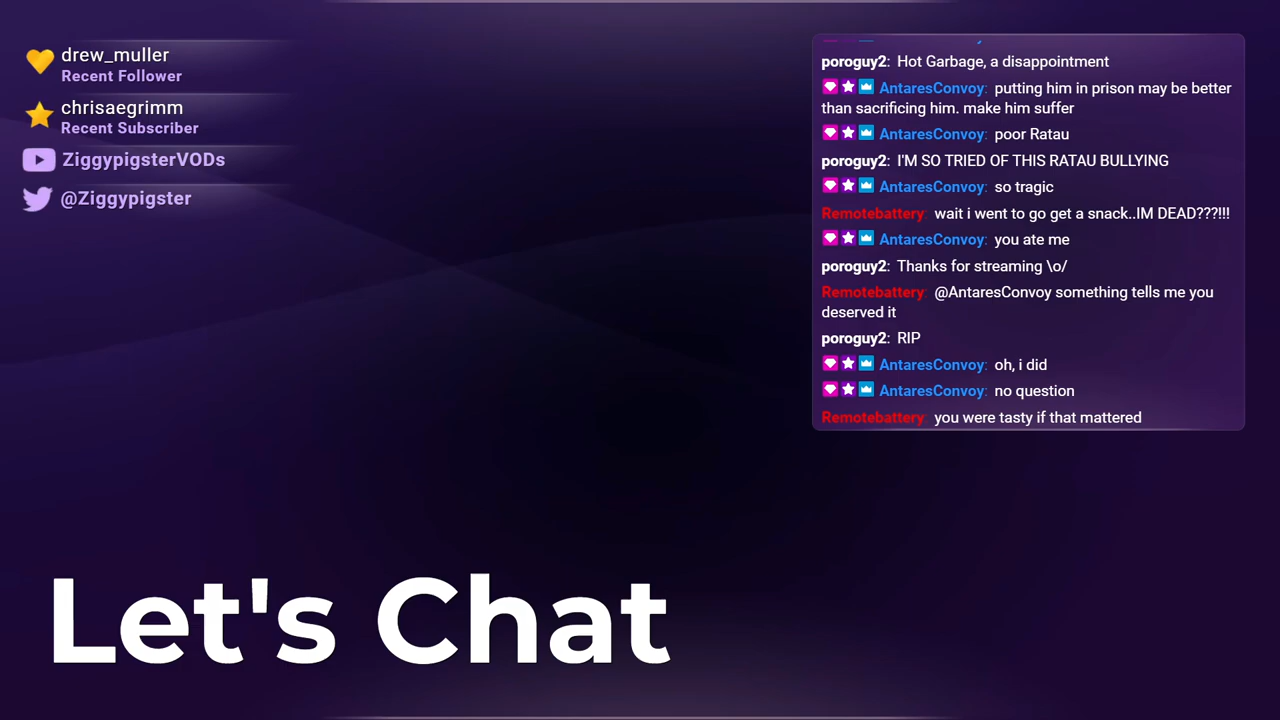 drew_muller
Recent Follower
chrisaegrimm
Recent Subscriber
ZiggypigsterVODs
@Ziggypigster
poroguy2: Hot Garbage, a disappointment
AntaresConvoy: putting him in prison may be better
than sacrificing him. make him suffer
AntaresConvoy: poor Ratau
poroguy2: I'M SO TRIED OF THIS RATAU BULLYING
AntaresConvoy: so tragic
Remotebattery: wait i went to go get a snack..IM DEAD???!!!
AntaresConvoy: you ate me
poroguy2: Thanks for streaming \o/
Remotebattery: @AntaresConvoy something tells me you
deserved it
poroguy2: RIP
AntaresConvoy: oh, i did
AntaresConvoy: no question
Remotebattery: you were tasty if that mattered
Let's Chat